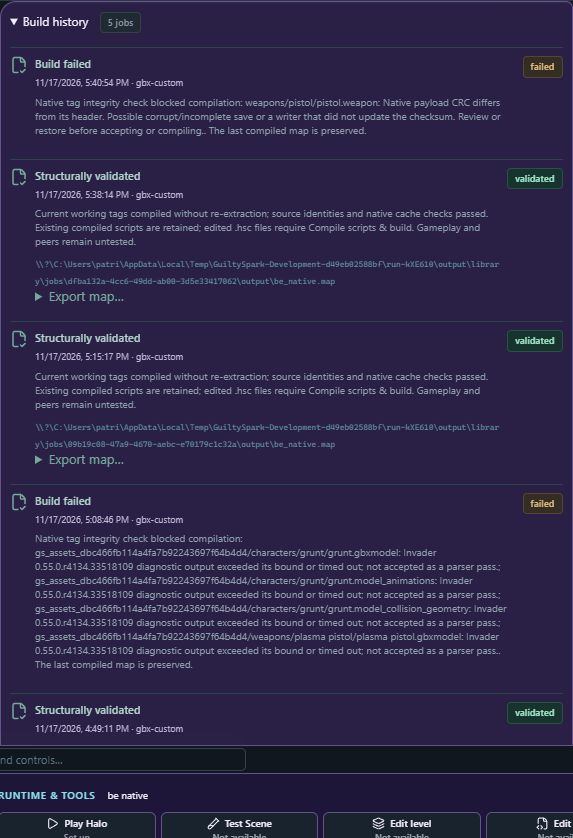 Build history 5 jobs
Build failed
failed
11/17/2026, 5:40:54 PM · gbx-custom
Native tag integrity check blocked compilation: weapons/pistol/pistol.weapon: Native payload CRC differs
from its header. Possible corrupt/incomplete save or a writer that did not update the checksum. Review or
restore before accepting or compiling.. The last compiled map is preserved.
Structurally validated
validated
11/17/2026, 5:38:14 PM · gbx-custom
Current working tags compiled without re-extraction; source identities and native cache checks passed.
Existing compiled scripts are retained; edited .hsc files require Compile scripts & build. Gameplay and
peers remain untested.
\\?\C:\Users\patri\AppData\Local\Temp\GuiltySpark-Development-d49eb02588bf\run-kXE610\output\librar
y\jobs\dfba132a-4cc6-49dd-ab00-3d5e33417062\output\be_native.map
Export map...
Structurally validated
validated
11/17/2026, 5:15:17 PM · gbx-custom
Current working tags compiled without re-extraction; source identities and native cache checks passed.
Existing compiled scripts are retained; edited .hsc files require Compile scripts & build. Gameplay and
peers remain untested.
\\?\C:\Users\patri\AppData\Local\Temp\GuiltySpark-Development-d49eb02588bf\run-kXE610\output\librar
y\jobs\09b19c08-47a9-4670-aebc-e70179c1c32a\output\be_native.map
Export map...
Build failed
failed
11/17/2026, 5:08:46 PM · gbx-custom
Native tag integrity check blocked compilation:
gs_assets_dbc466fb114a4fa7b92243697f64b4d4/characters/grunt/grunt.gbxmodel: Invader
0.55.0.r4134.33518109 diagnostic output exceeded its bound or timed out; not accepted as a parser pass.;
gs_assets_dbc466fb114a4fa7b92243697f64b4d4/characters/grunt/grunt.model_animations: Invader
0.55.0.r4134.33518109 diagnostic output exceeded its bound or timed out; not accepted as a parser pass.;
gs_assets_dbc466fb114a4fa7b92243697f64b4d4/characters/grunt/grunt.model_collision_geometry: Invader
0.55.0.r4134.33518109 diagnostic output exceeded its bound or timed out; not accepted as a parser pass.;
gs_assets_dbc466fb114a4fa7b92243697f64b4d4/weapons/plasma pistol/plasma pistol.gbxmodel: Invader
0.55.0.r4134.33518109 diagnostic output exceeded its bound or timed out; not accepted as a parser pass..
The last compiled map is preserved.
Structurally validated
validated
11/17/2026, 4:49:11 PM · gbx-custom
nd controls...
RUNTIME & TOOLS be native
Play Halo
Test Scene
Edit level
Edit
Set up
Not available
Not available
Not available